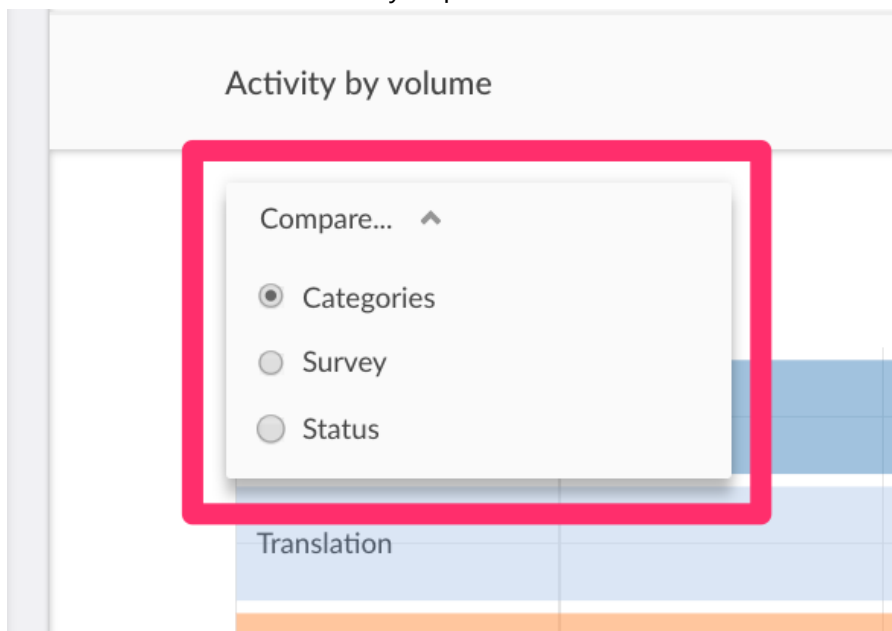 Activity by volume
Compare...
Categories
Survey
Status
Translation